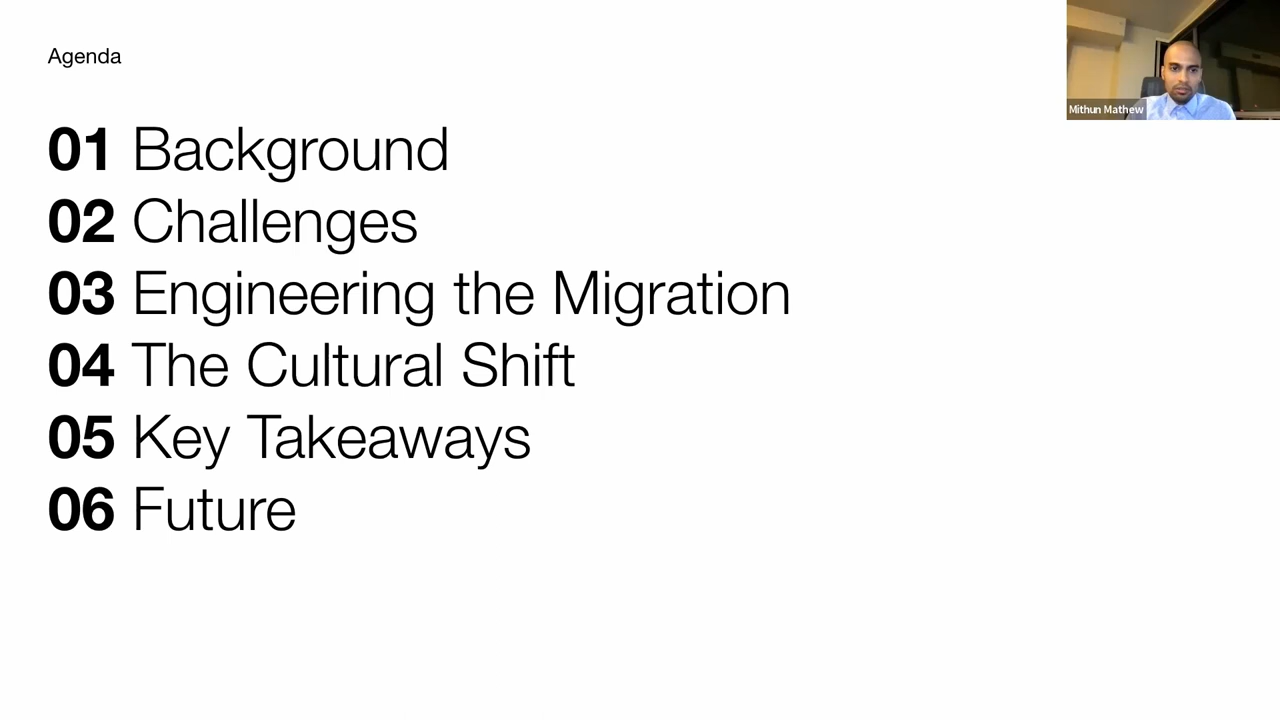 Agenda
Mithun Mathew
01 Background
02 Challenges
03 Engineering the Migration
04 The Cultural Shift
05 Key Takeaways
06 Future